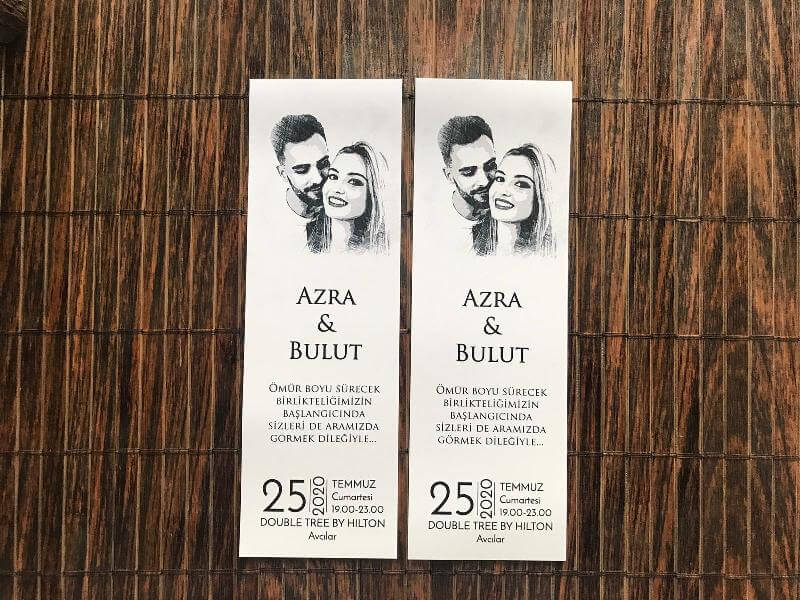 AZRA
&
BULUT
ÖMÜR BOYU SÜRECEK
BİRLİKTELİĞİMİZİN
BAŞLANGICINDA
SİZLERİ DE ARAMIZDA
GÖRMEK DİLEĞİYLE...
25 2020 TEMMUZ
Cumartesi
19.00-23.00
DOUBLE TREE BY HILTON
Avcılar
AZRA
&
BULUT
ÖMÜR BOYU SÜRECEK
BİRLİKTELİĞİMİZİN
BAŞLANGICINDA
SİZLERİ DE ARAMIZDA
GÖRMEK DİLEĞİYLE...
25 2020 TEMMUZ
Cumartesi
19.00-23.00
DOUBLE TREE BY HILTON
Avcılar